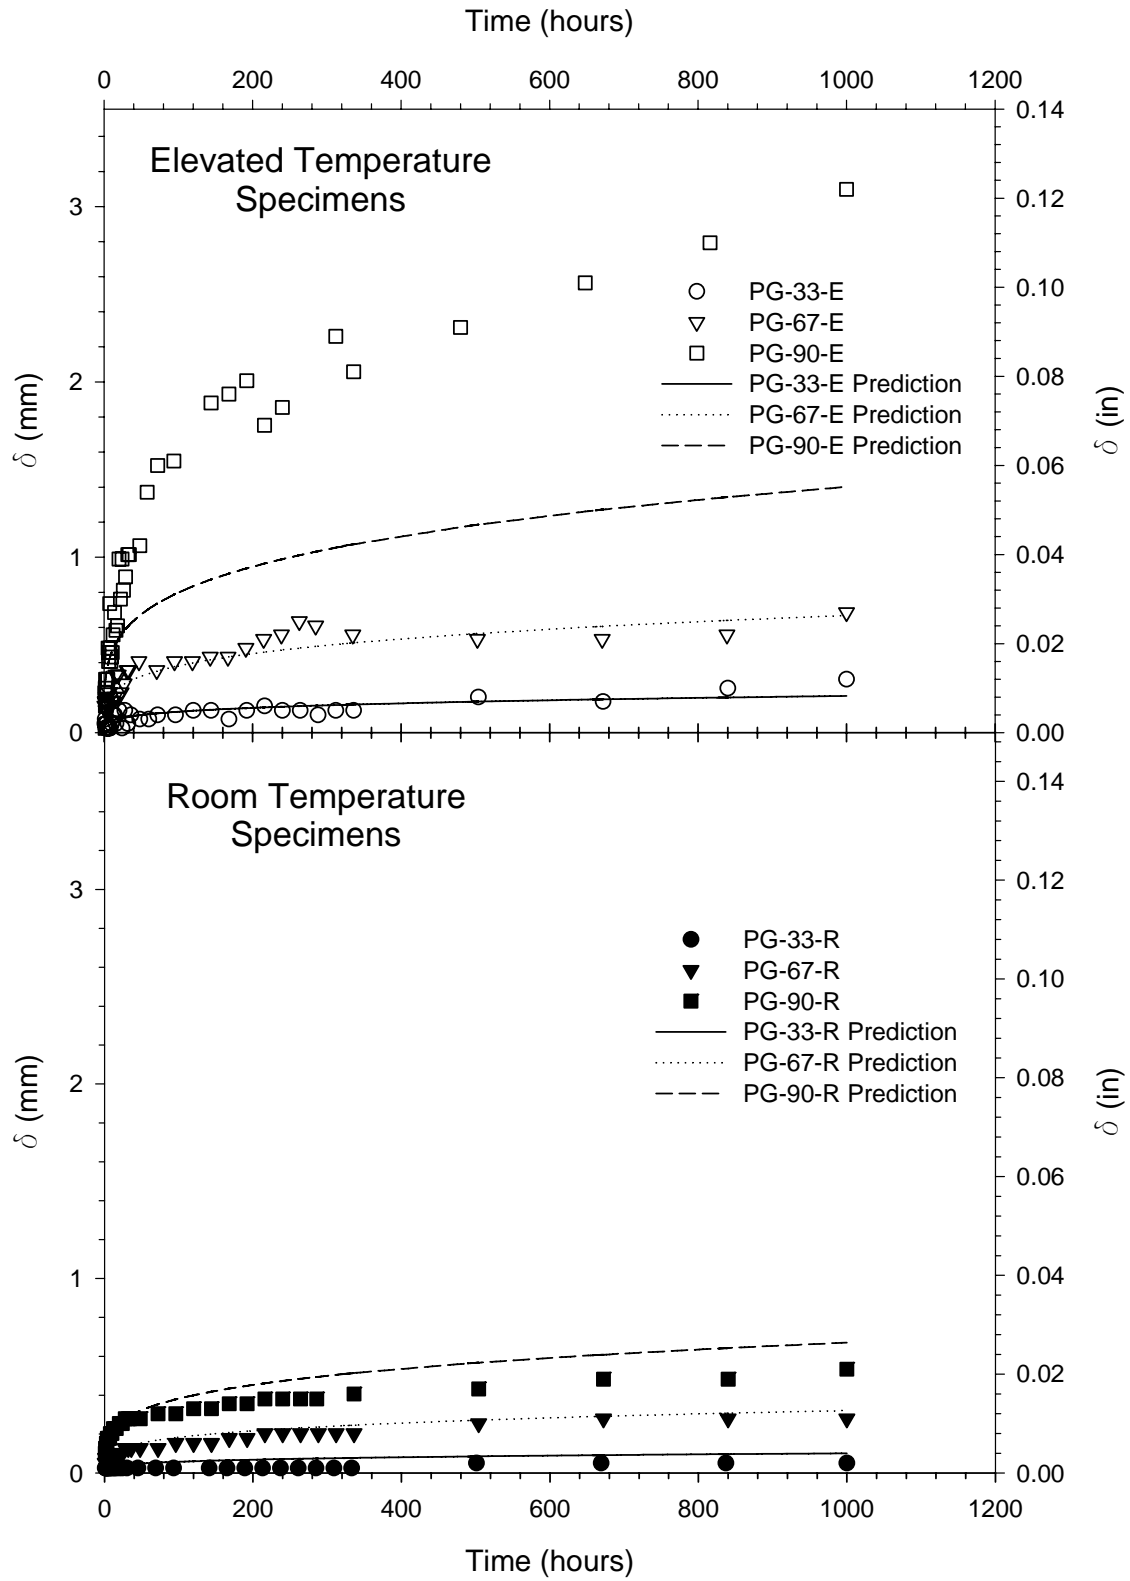 Time (hours)
0 200 400 600 800 1000 1200
Elevated Temperature
Specimens
δ (mm)
3
2
1
0
δ (in)
0.14
0.12
0.10
0.08
0.06
0.04
0.02
0.00
PG-33-E
PG-67-E
PG-90-E
PG-33-E Prediction
PG-67-E Prediction
PG-90-E Prediction
Room Temperature
Specimens
δ (mm)
3
2
1
0
δ (in)
0.14
0.12
0.10
0.08
0.06
0.04
0.02
0.00
PG-33-R
PG-67-R
PG-90-R
PG-33-R Prediction
PG-67-R Prediction
PG-90-R Prediction
0 200 400 600 800 1000 1200
Time (hours)